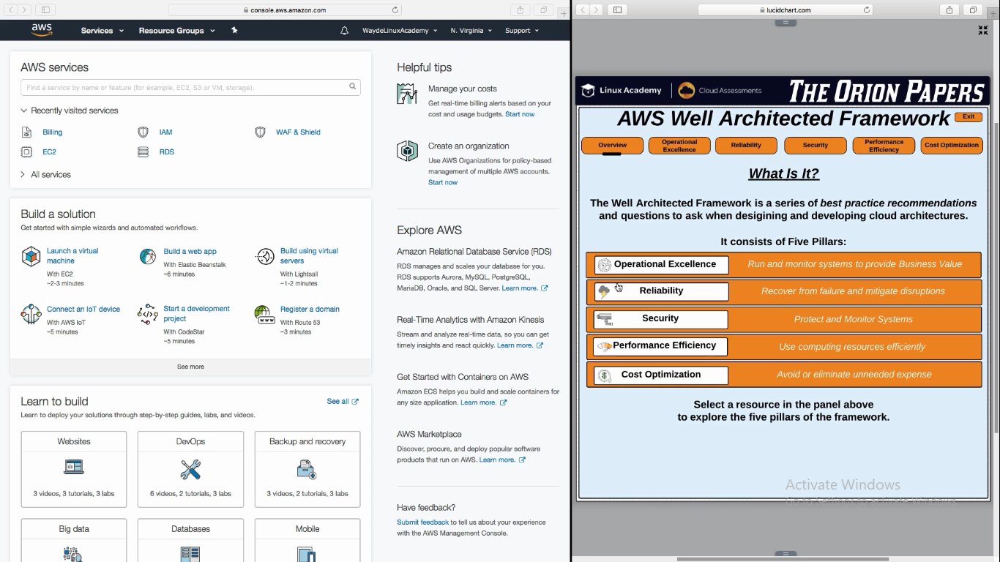 console.aws.amazon.com
aws
Services
Resource Groups
WaydeLinuxAcademy
N. Virginia
Support
AWS services
Find a service by name or feature (for example, EC2, S3 or VM, storage).
Recently visited services
Billing
IAM
WAF & Shield
EC2
RDS
All services
Build a solution
Get started with simple wizards and automated workflows.
Launch a virtual
machine
With EC2
~2-3 minutes
Build a web app
With Elastic Beanstalk
~6 minutes
Build using virtual
servers
With Lightsail
~1-2 minutes
Connect an IoT device
With AWS IoT
~5 minutes
Start a development
project
With CodeStar
~5 minutes
Register a domain
With Route 53
~3 minutes
See more
Learn to build
See all
Learn to deploy your solutions through step-by-step guides, labs, and videos.
Websites
3 videos, 3 tutorials, 3 labs
DevOps
6 videos, 2 tutorials, 3 labs
Backup and recovery
3 videos, 2 tutorials, 3 labs
Big data
Databases
Mobile
Helpful tips
Manage your costs
Get real-time billing alerts based on your
cost and usage budgets. Start now
Create an organization
Use AWS Organizations for policy-based
management of multiple AWS accounts.
Start now
Explore AWS
Amazon Relational Database Service (RDS)
RDS manages and scales your database for you.
RDS supports Aurora, MySQL, PostgreSQL,
MariaDB, Oracle, and SQL Server. Learn more.
Real-Time Analytics with Amazon Kinesis
Stream and analyze real-time data, so you can get
timely insights and react quickly. Learn more.
Get Started with Containers on AWS
Amazon ECS helps you build and scale containers for
any size application. Learn more.
AWS Marketplace
Discover, procure, and deploy popular software
products that run on AWS. Learn more.
Have feedback?
Submit feedback to tell us about your experience
with the AWS Management Console.
lucidchart.com
Linux Academy
Cloud Assessments
THE ORION PAPERS
AWS Well Architected Framework
Exit
Overview
Operational
Excellence
Reliability
Security
Performance
Efficiency
Cost Optimization
What Is It?
The Well Architected Framework is a series of best practice recommendations
and questions to ask when desigining and developing cloud architectures.
It consists of Five Pillars:
Operational Excellence
Run and monitor systems to provide Business Value
Reliability
Recover from failure and mitigate disruptions
Security
Protect and Monitor Systems
Performance Efficiency
Use computing resources efficiently
Cost Optimization
Avoid or eliminate unneeded expense
Select a resource in the panel above
to explore the five pillars of the framework.
Activate Windows